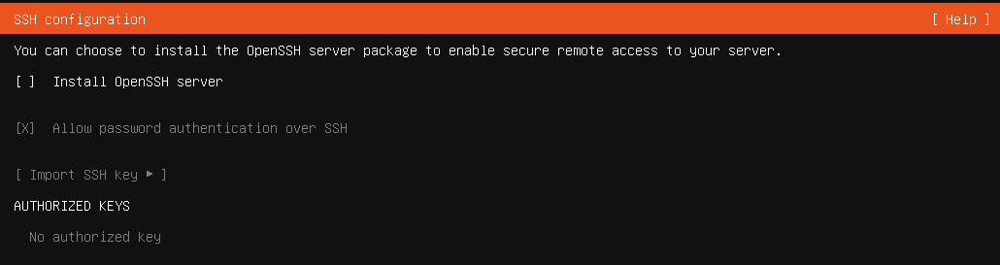 SSH configuration [ Help ]
You can choose to install the OpenSSH server package to enable secure remote access to your server.
[ ] Install OpenSSH server
[X] Allow password authentication over SSH
[ Import SSH key ▸ ]
AUTHORIZED KEYS
No authorized key